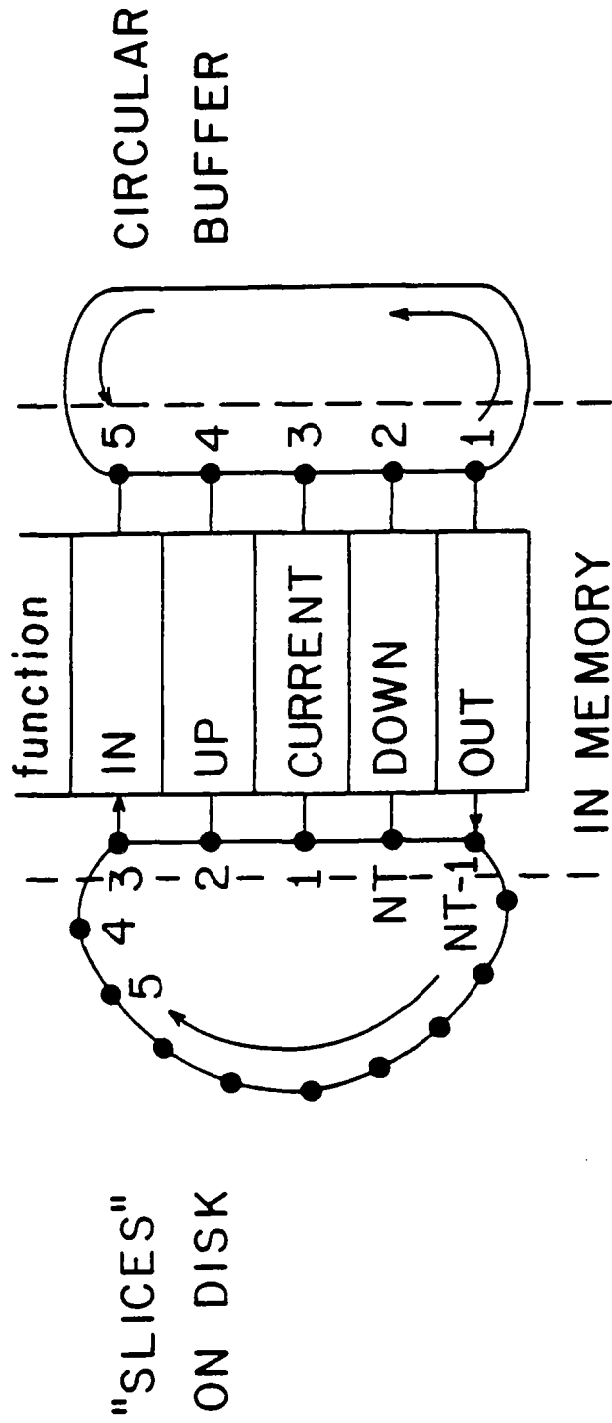 "SLICES"
ON DISK
5
4
3
2
1
NT
NT-1
function
IN
UP
CURRENT
DOWN
OUT
IN MEMORY
5
4
3
2
1
CIRCULAR
BUFFER